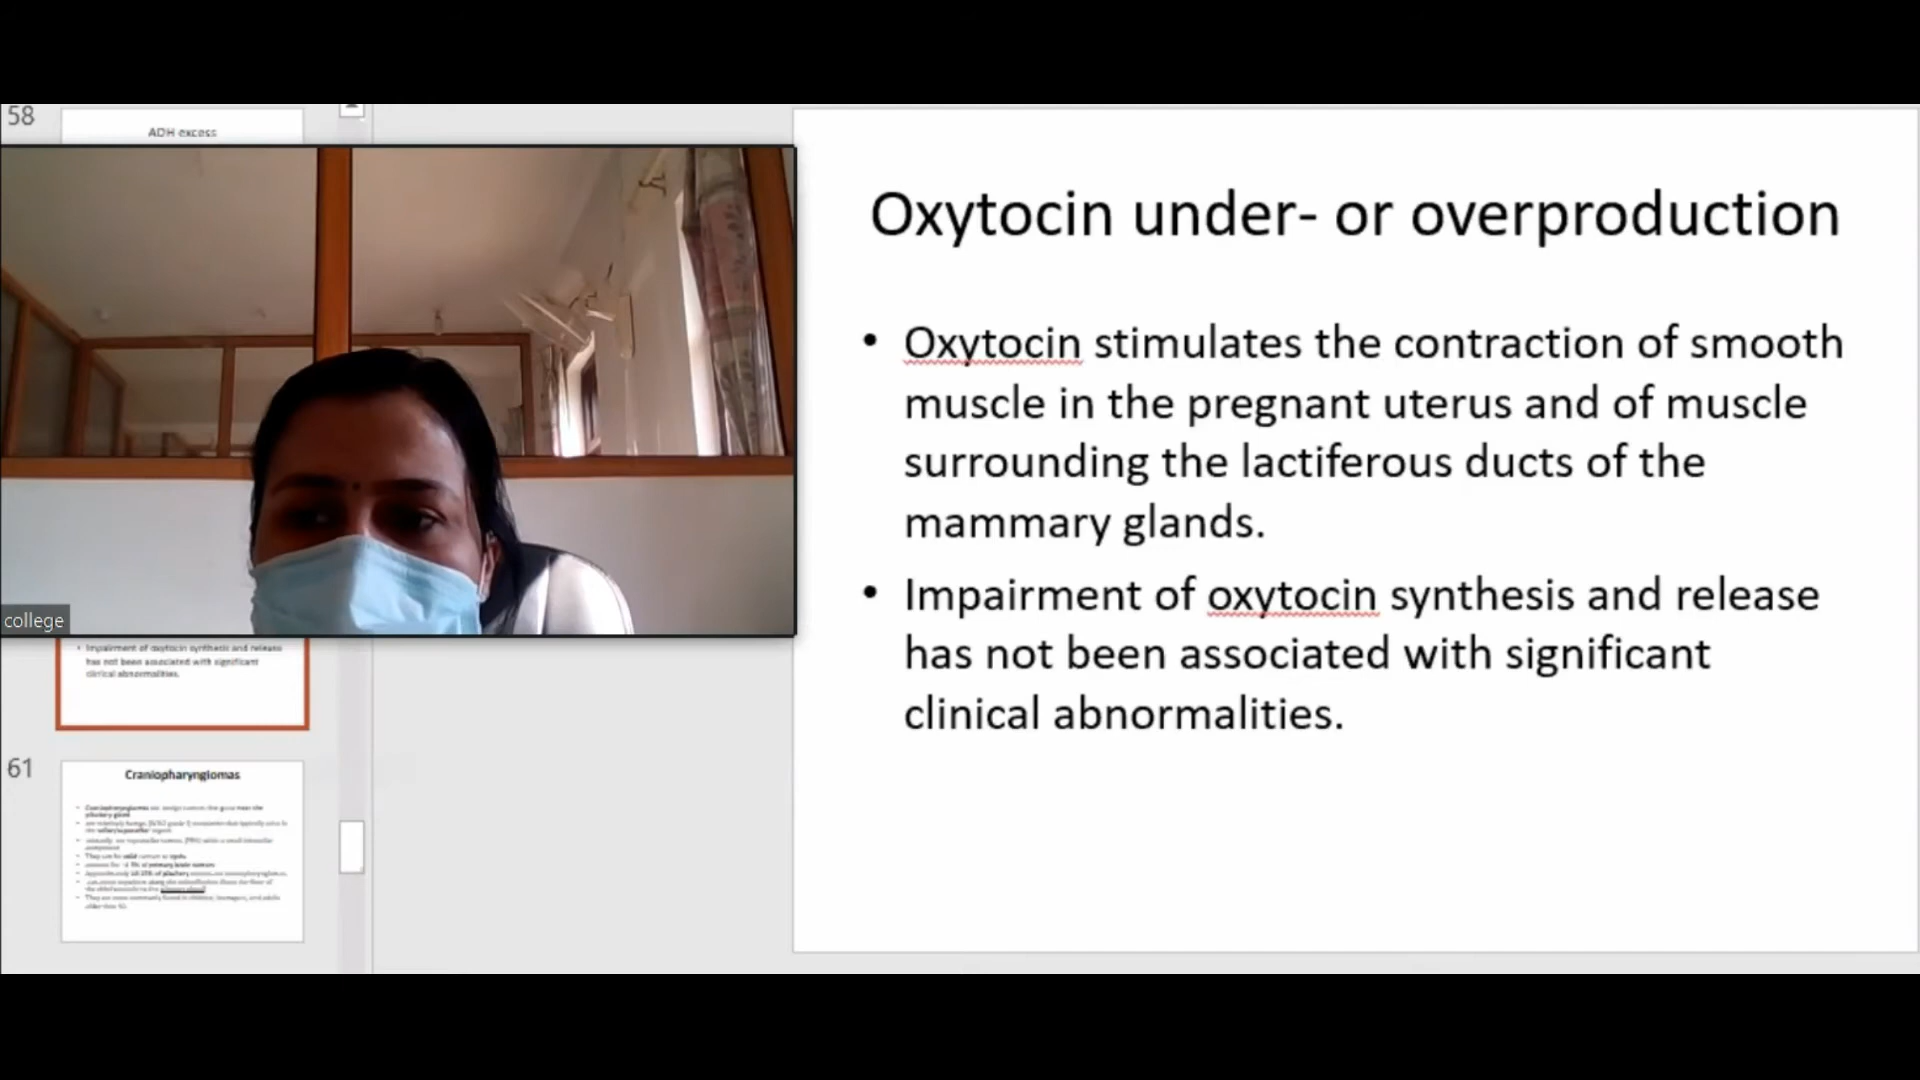 58
ADH excess
college
Oxytocin under- or overproduction
• Oxytocin stimulates the contraction of smooth
muscle in the pregnant uterus and of muscle
surrounding the lactiferous ducts of the
mammary glands.
• Impairment of oxytocin synthesis and release
has not been associated with significant
clinical abnormalities.
• Impairment of oxytocin synthesis and release
has not been associated with significant
clinical abnormalities.
61
Craniopharyngiomas